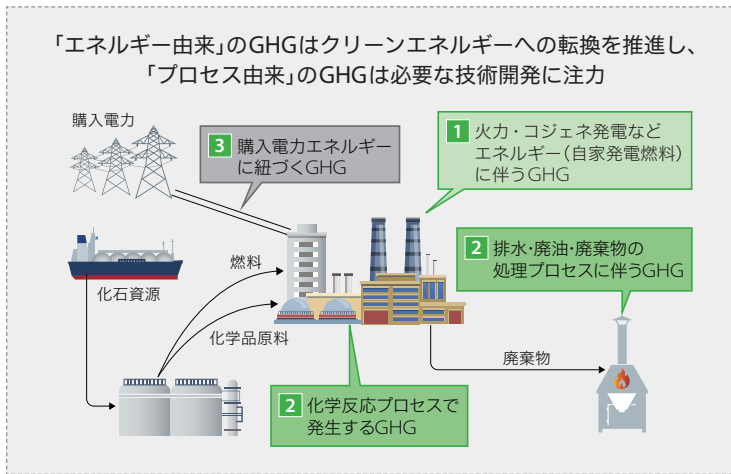 「エネルギー由来」のGHGはクリーンエネルギーへの転換を推進し、
「プロセス由来」のGHGは必要な技術開発に注力
購入電力
3 購入電力エネルギー
に紐づくGHG
1 火力・コジェネ発電など
エネルギー(自家発電燃料)
に伴うGHG
2 排水・廃油・廃棄物の
処理プロセスに伴うGHG
燃料
化石資源
化学品原料
廃棄物
2 化学反応プロセスで
発生するGHG